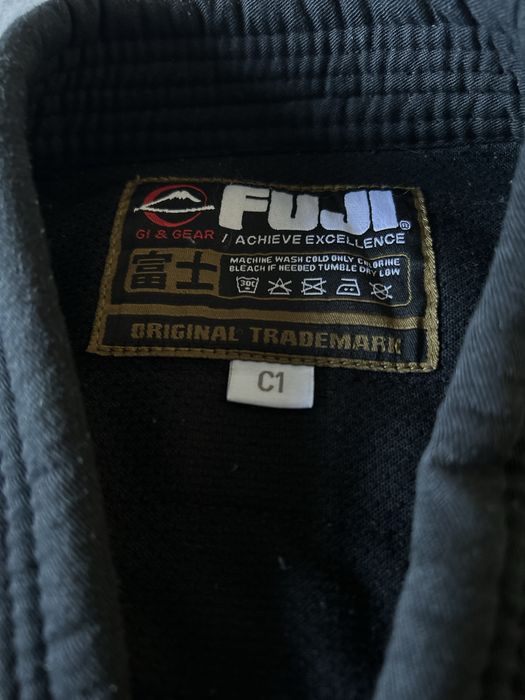 FUJI®
GI & GEAR / ACHIEVE EXCELLENCE
富士
MACHINE WASH COLD ONLY CHLORINE
BLEACH IF NEEDED TUMBLE DRY LOW
30C
ORIGINAL TRADEMARK
C1